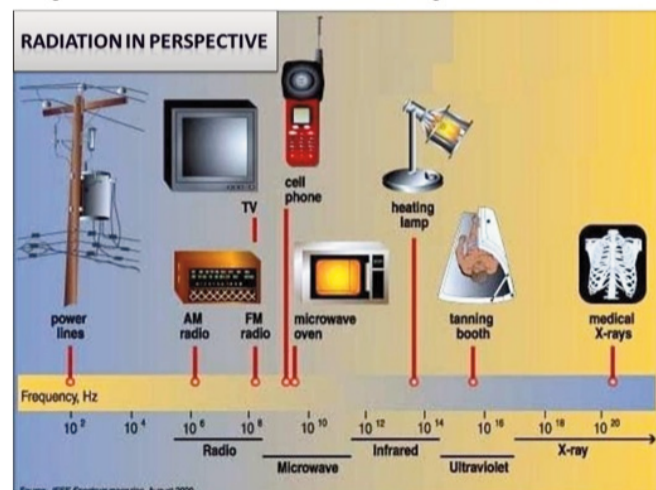 RADIATION IN PERSPECTIVE
TV
cell
phone
heating
lamp
power
lines
AM
radio
FM
radio
microwave
oven
tanning
booth
medical
X-rays
Frequency, Hz
10 2
10 4
10 6
10 8
10 10
10 12
10 14
10 16
10 18
10 20
Radio
Microwave
Infrared
Ultraviolet
X-ray